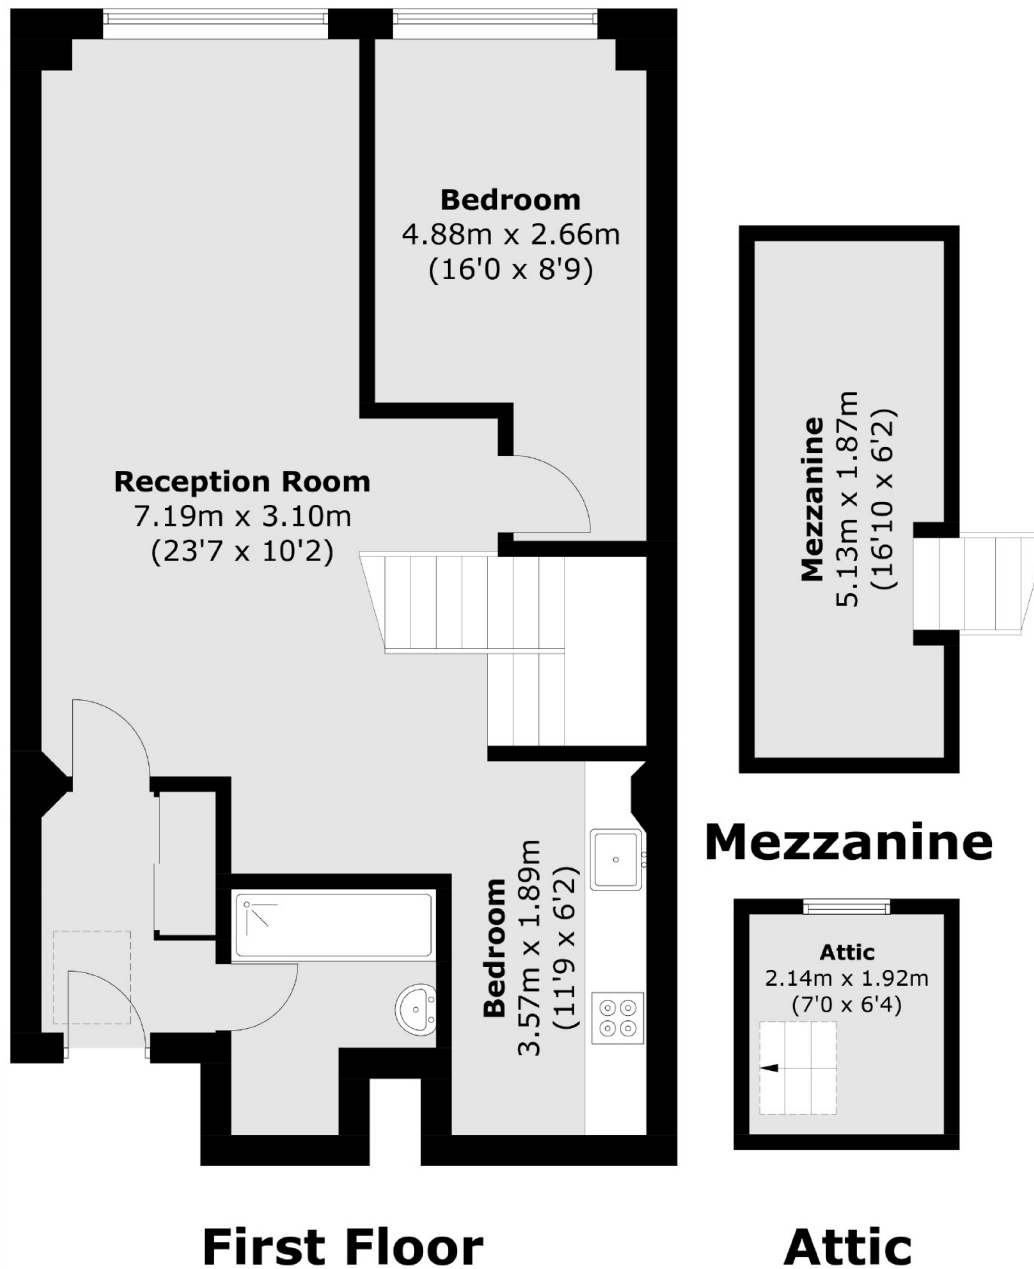 Bedroom
4.88m x 2.66m
(16'0 x 8'9)
Reception Room
7.19m x 3.10m
(23'7 x 10'2)
Mezzanine
5.13m x 1.87m
(16'10 x 6'2)
Mezzanine
Bedroom
3.57m x 1.89m
(11'9 x 6'2)
Attic
2.14m x 1.92m
(7'0 x 6'4)
First Floor
Attic